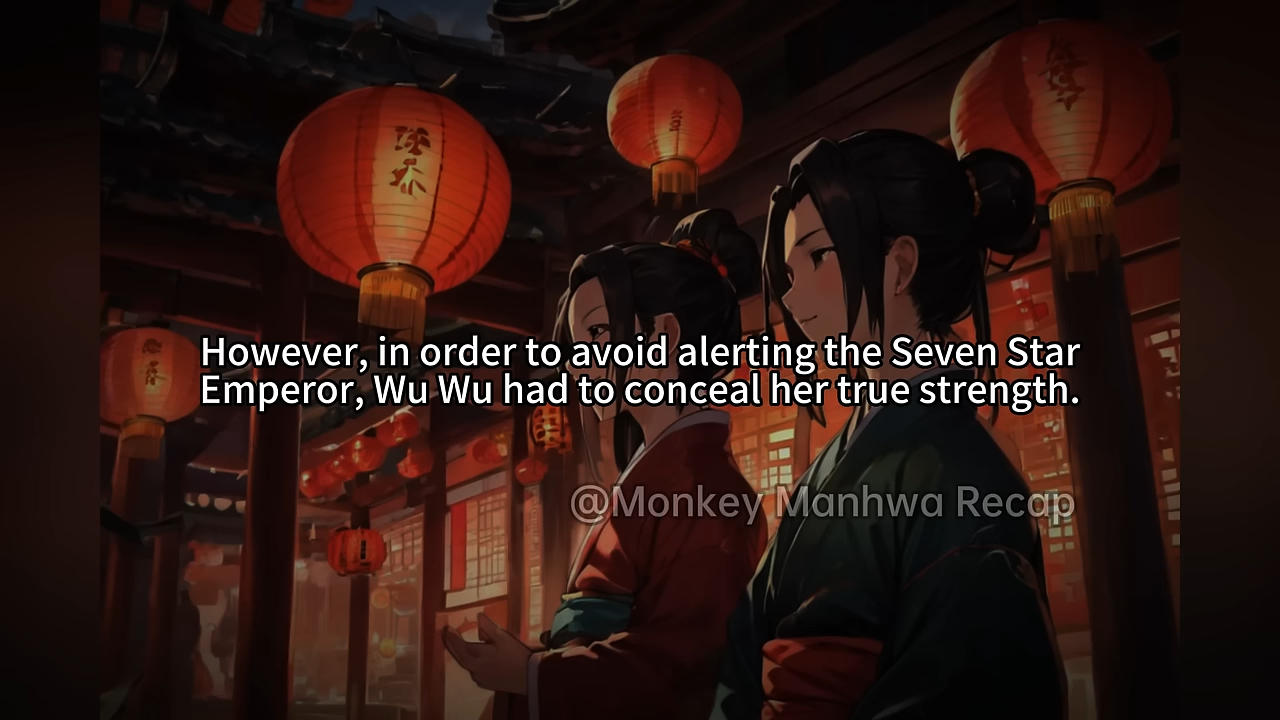 However, in order to avoid alerting the Seven Star
Emperor, Wu Wu had to conceal her true strength.
@Monkey Manhwa Recap